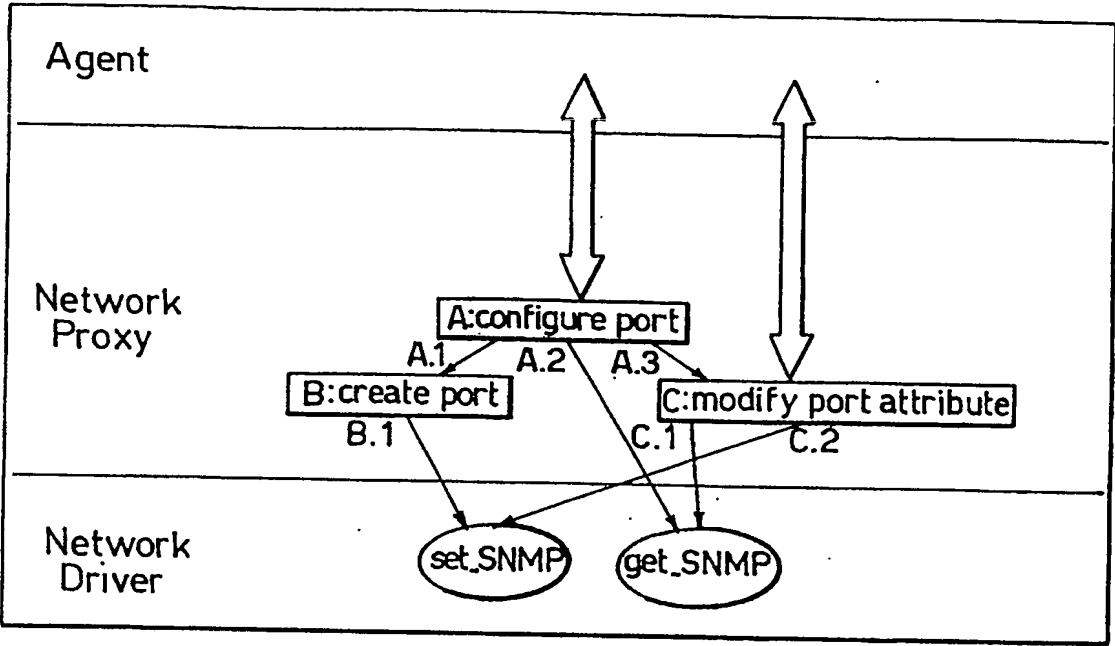 Agent
Network
Proxy
A:configure port
A.1
A.2
A.3
B:create port
C:modify port attribute
B.1
C.1
C.2
Network
Driver
set_SNMP
get_SNMP